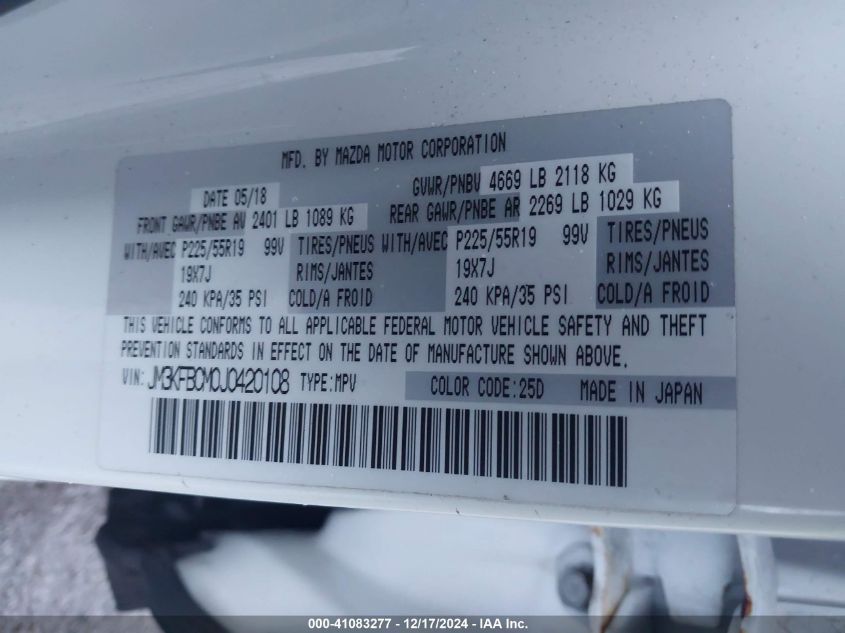 MFD. BY MAZDA MOTOR CORPORATION
DATE 05/18 GVWR/PNBV 4669 LB 2118 KG
FRONT GAWR/PNBE AV 2401 LB 1089 KG REAR GAWR/PNBE AR 2269 LB 1029 KG
WITH/AVEC P225/55R19 99V TIRES/PNEUS WITH/AVEC P225/55R19 99V TIRES/PNEUS
19X7J RIMS/JANTES 19X7J RIMS/JANTES
240 KPA/35 PSI COLD/A FROID 240 KPA/35 PSI COLD/A FROID
THIS VEHICLE CONFORMS TO ALL APPLICABLE FEDERAL MOTOR VEHICLE SAFETY AND THEFT
PREVENTION STANDARDS IN EFFECT ON THE DATE OF MANUFACTURE SHOWN ABOVE.
VIN: JM3KFBCM0J0420108 TYPE:MPV COLOR CODE:25D MADE IN JAPAN
000-41083277 - 12/17/2024 - IAA Inc.